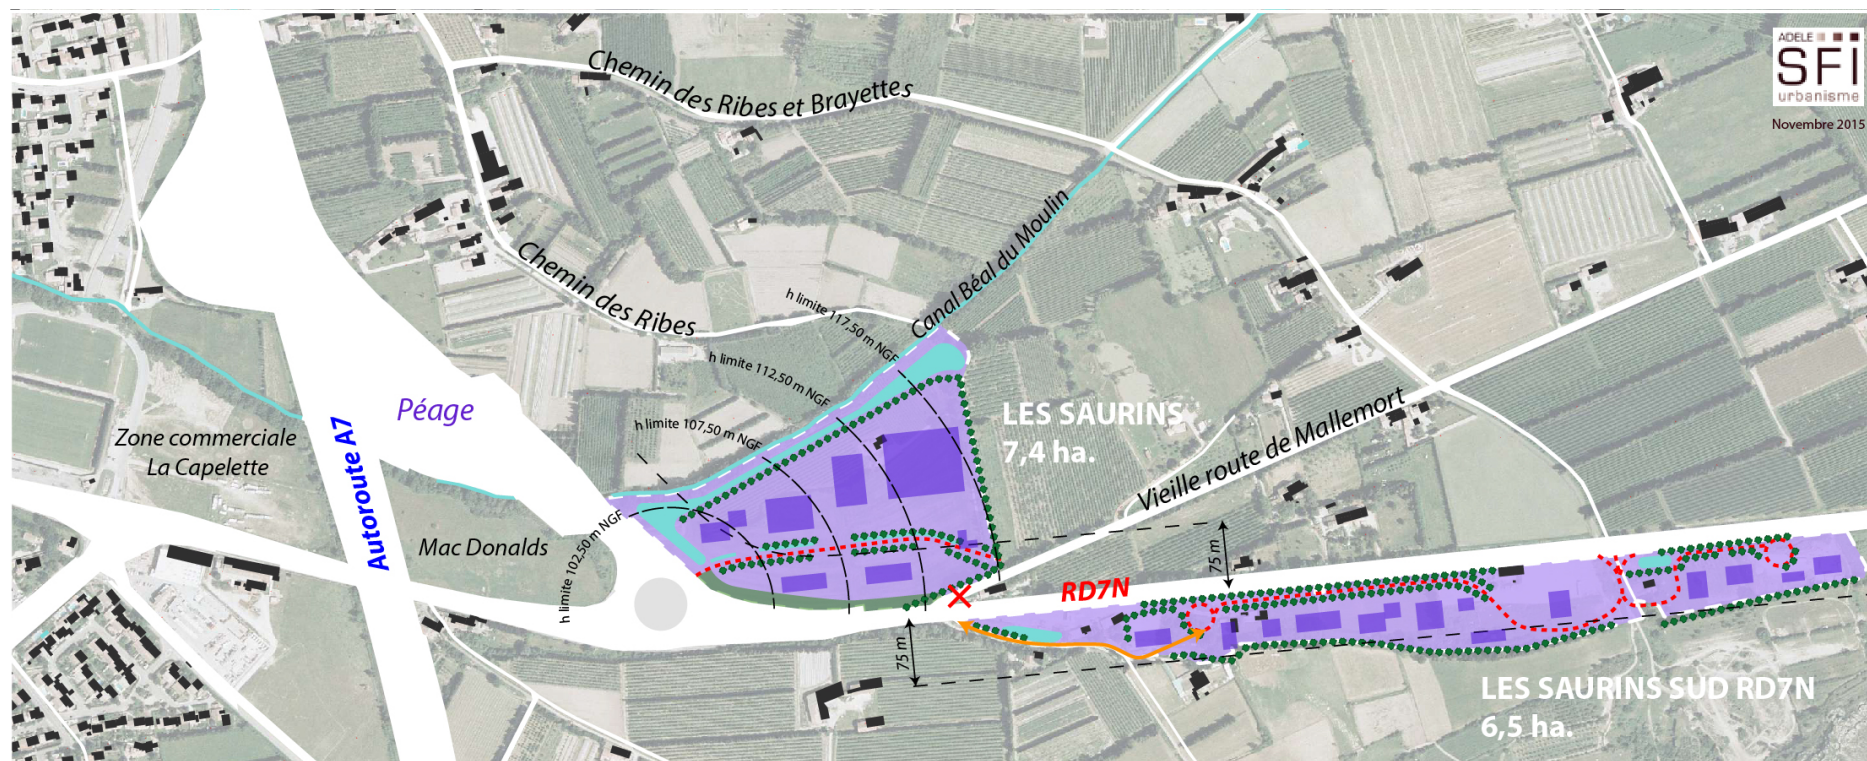 ADELE
SFI
urbanisme
Novembre 2015
Chemin des Ribes et Brayettes
Canal Béal du Moulin
Chemin des Ribes
h limite 117,50 m NGF
h limite 112,50 m NGF
h limite 107,50 m NGF
h limite 102,50 m NGF
Péage
Zone commerciale
La Capelette
Autoroute A7
Mac Donalds
LES SAURINS
7,4 ha.
Vieille route de Mallemort
75 m
RD7N
75 m
LES SAURINS SUD RD7N
6,5 ha.